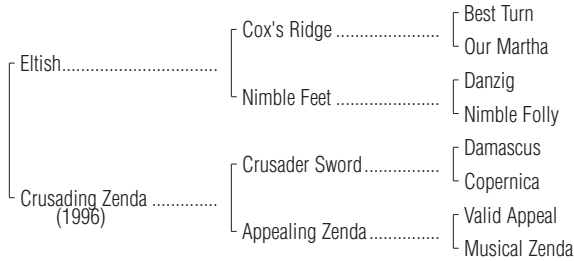 Best Turn
Cox's Ridge ....................
Our Martha
Eltish...............................
Danzig
Nimble Feet ....................
Nimble Folly
Damascus
Crusader Sword...............
Copernica
Crusading Zenda .............
(1996)
Valid Appeal
Appealing Zenda..............
Musical Zenda